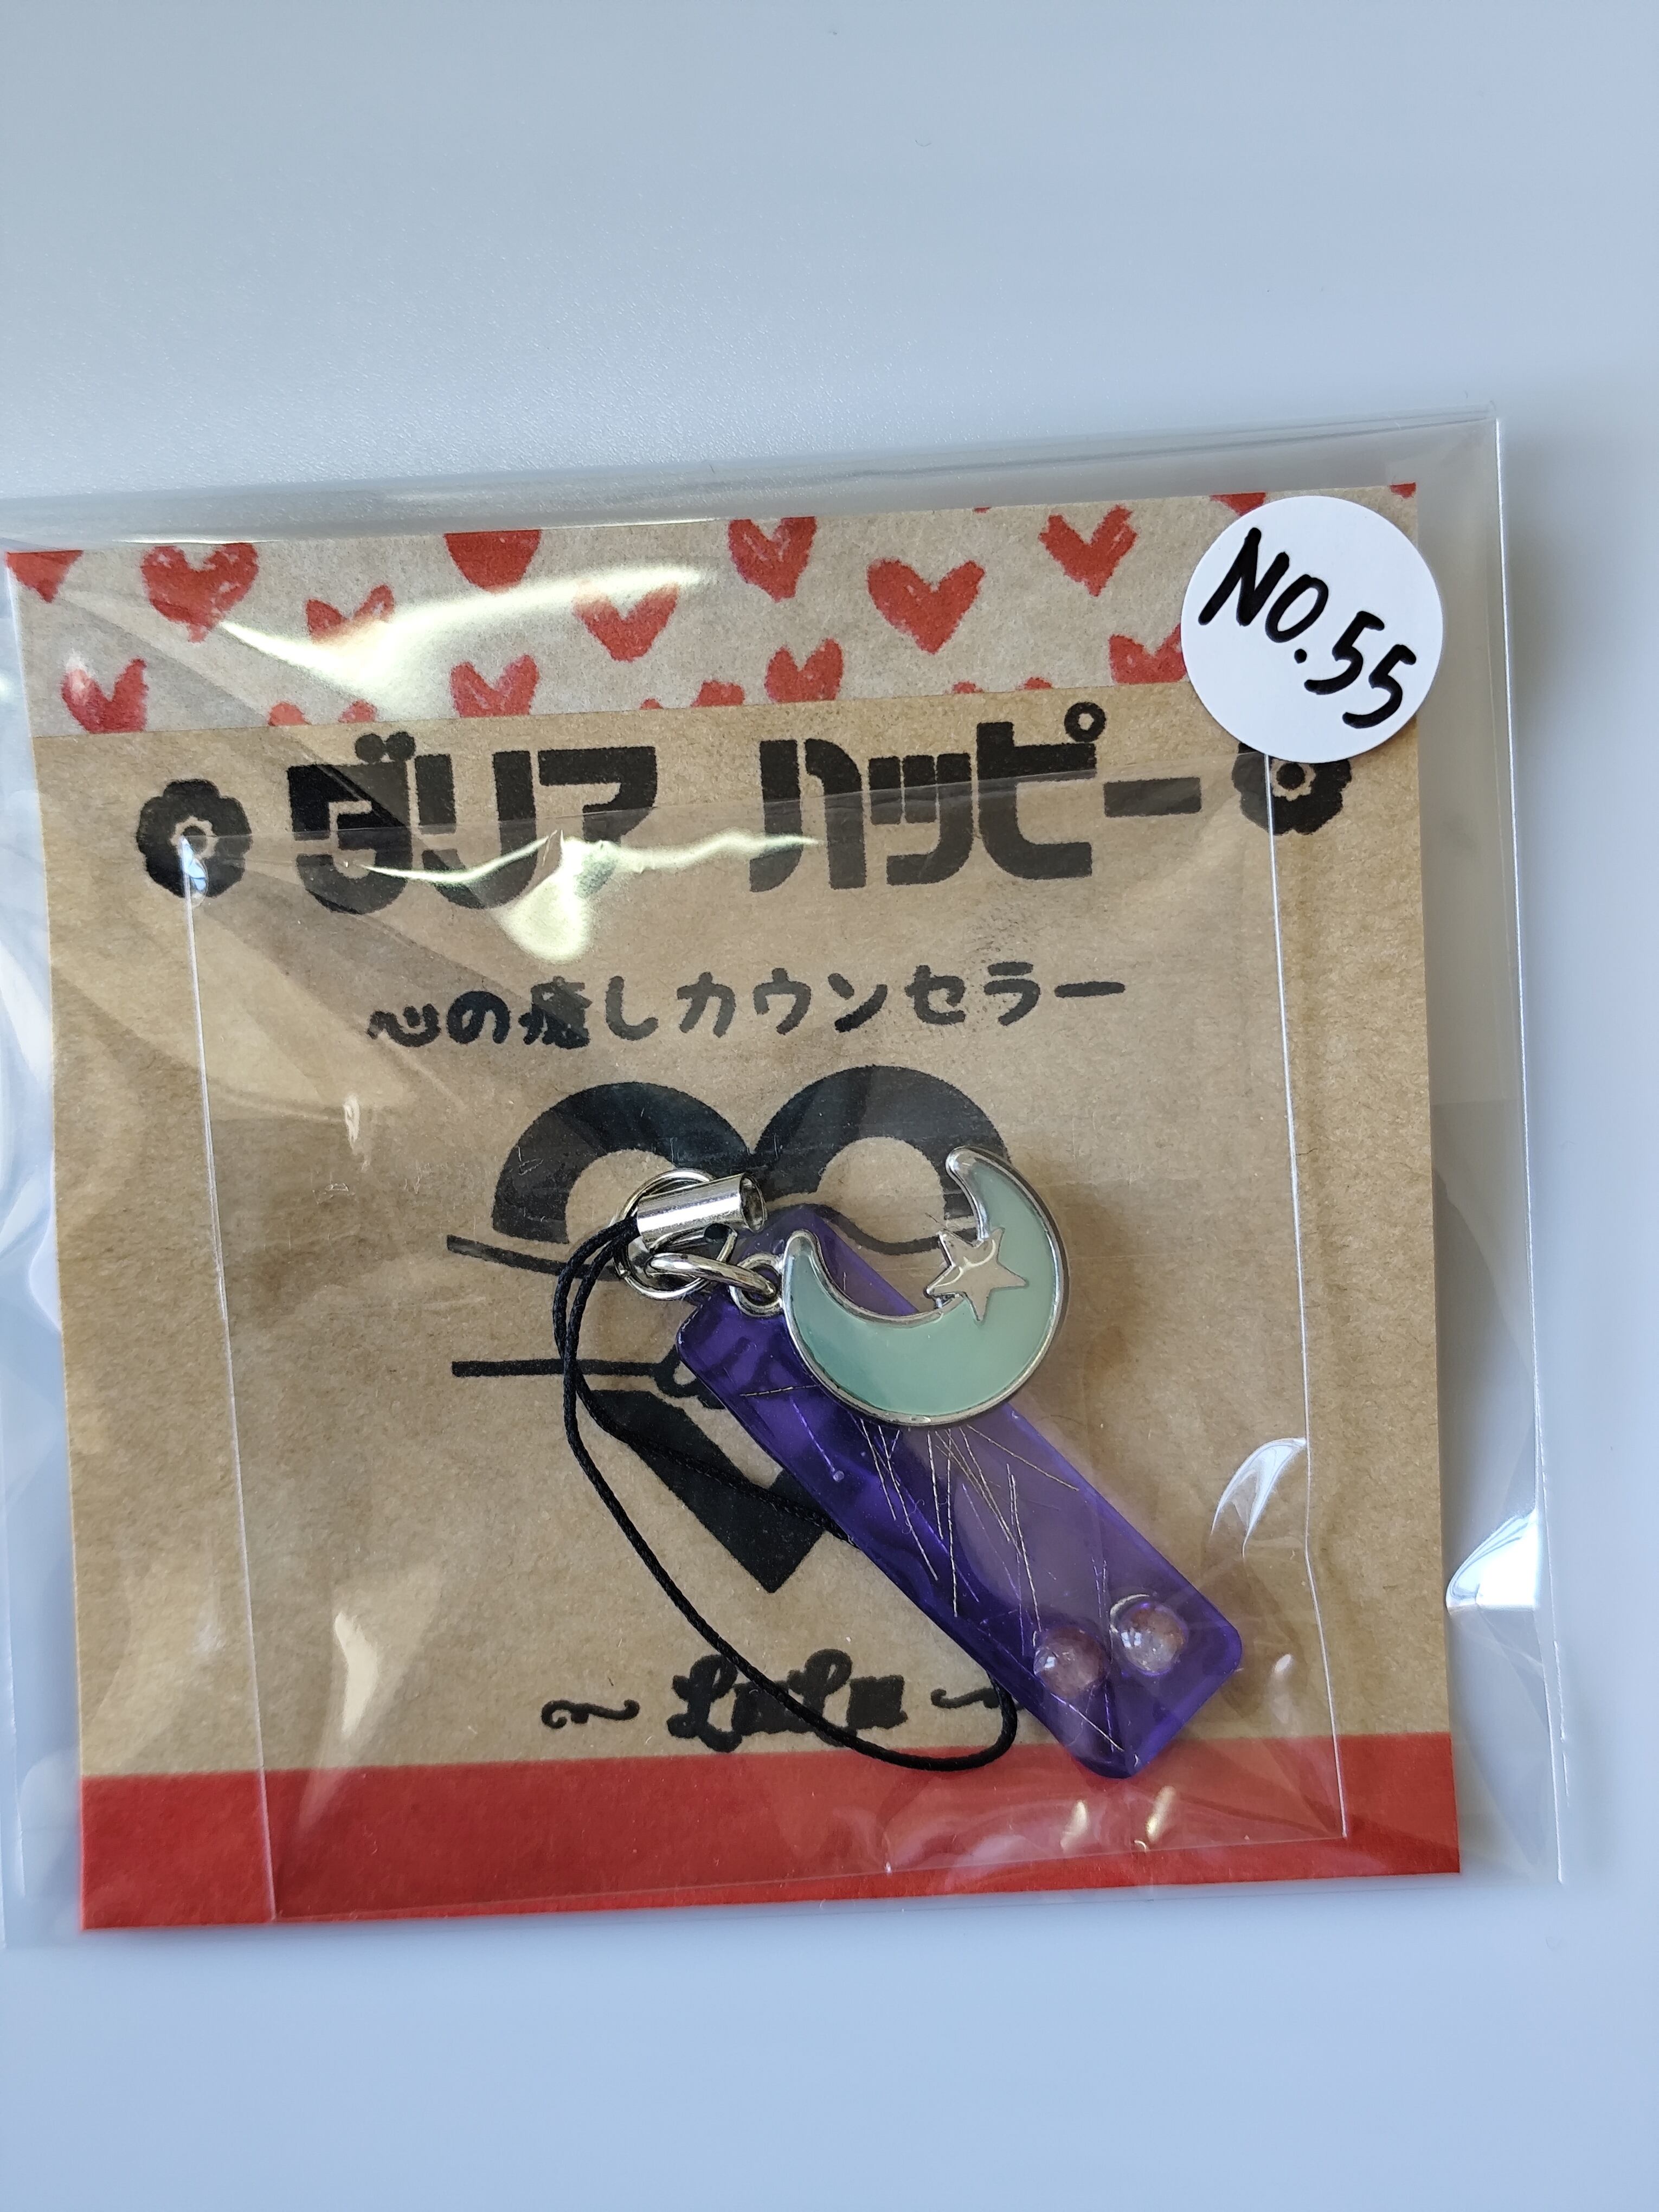 NO.55
ダリア ハッピー
心の癒しカウンセラー
～ LuLu ～